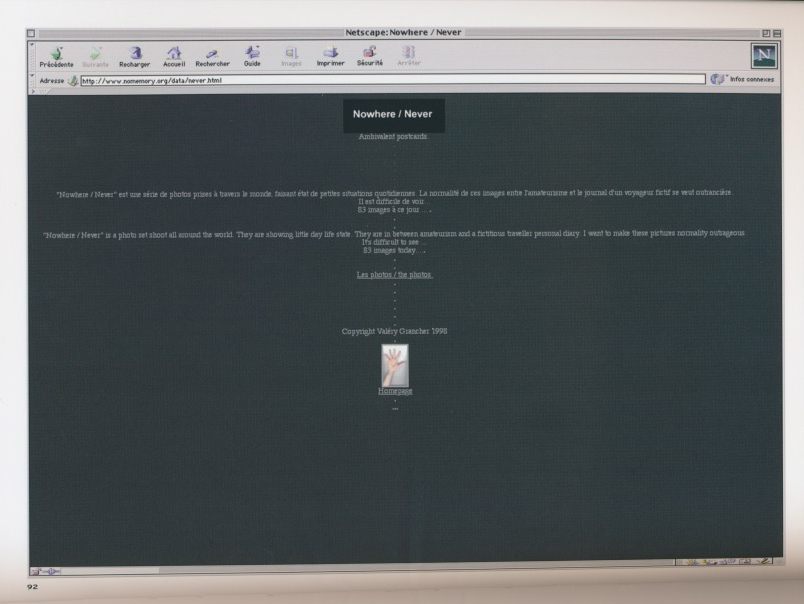 Netscape: Nowhere / Never
Précédente Suivante Recharger Accueil Rechercher Guide Images Imprimer Sécurité Arrêter
N
Adresse http://www.nomemory.org/data/never.html Infos connexes
Nowhere / Never
Ambivalent postcards.
"Nowhere / Never" est une série de photos prises à travers le monde, faisant état de petites situations quotidiennes. La normalité de ces images entre l'amateurisme et le journal d'un voyageur fictif se veut outrancière.
Il est difficile de voir ...
83 images à ce jour . . .
"Nowhere / Never" is a photo set shoot all around the world. They are showing little day life state. They are in between amateurism and a fictitious traveller personal diary. I want to make these pictures normality outrageous.
It's difficult to see ...
83 images today. . .
Les photos / the photos.
Copyright Valéry Grancher 1998
Homepage
...
92